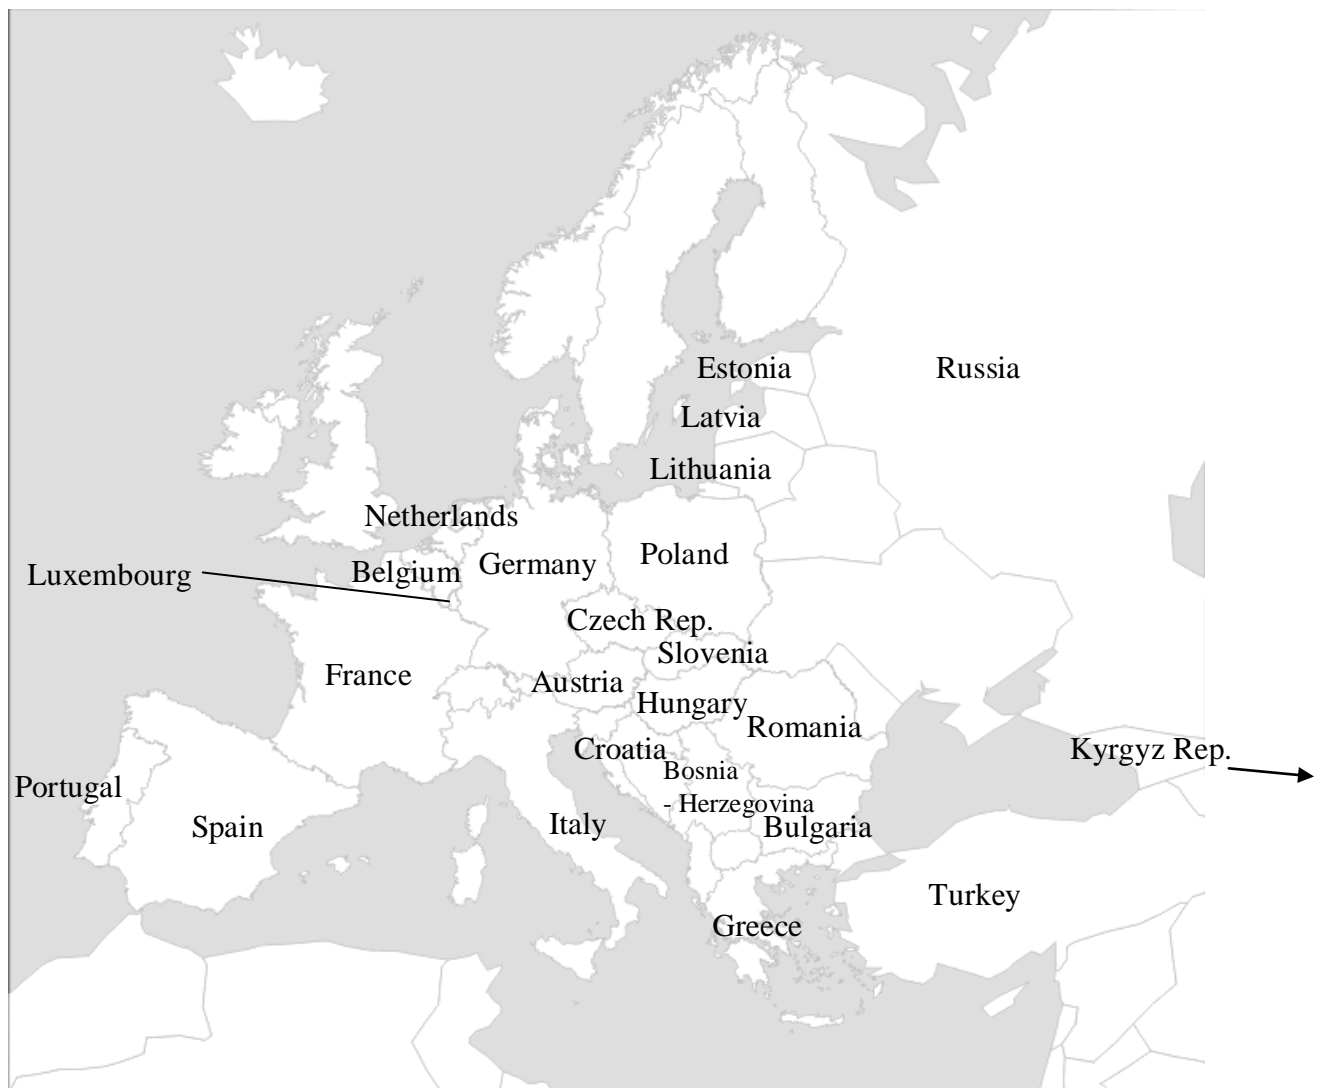 Estonia
Russia
Latvia
Lithuania
Netherlands
Poland
Germany
Belgium
Luxembourg
Czech Rep.
Slovenia
France
Austria
Hungary
Romania
Croatia
Kyrgyz Rep.
Bosnia
- Herzegovina
Portugal
Spain
Italy
Bulgaria
Turkey
Greece